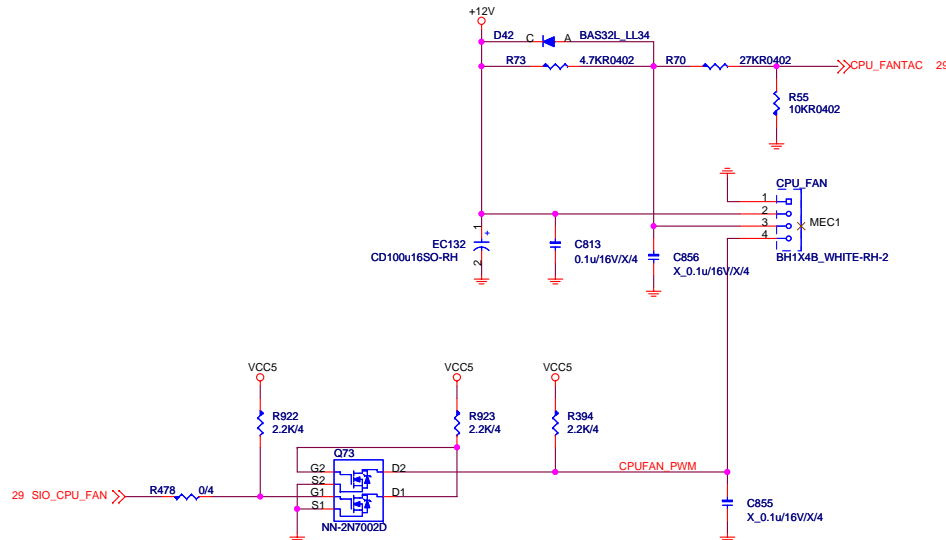 +12V
D42 C A BAS32L_LL34
R73 4.7KR0402 R70 27KR0402 CPU_FANTAC 29
R55
10KR0402
CPU_FAN
1
2
3
4
MEC1
BH1X4B_WHITE-RH-2
1
+
EC132
2
CD100u16SO-RH
C813
0.1u/16V/X/4
C856
X_0.1u/16V/X/4
VCC5 VCC5 VCC5
R922
2.2K/4
R923
2.2K/4
R394
2.2K/4
Q73
G2 D2
S2
G1 D1
S1
NN-2N7002D
CPUFAN_PWM
29 SIO_CPU_FAN R478 0/4
C855
X_0.1u/16V/X/4